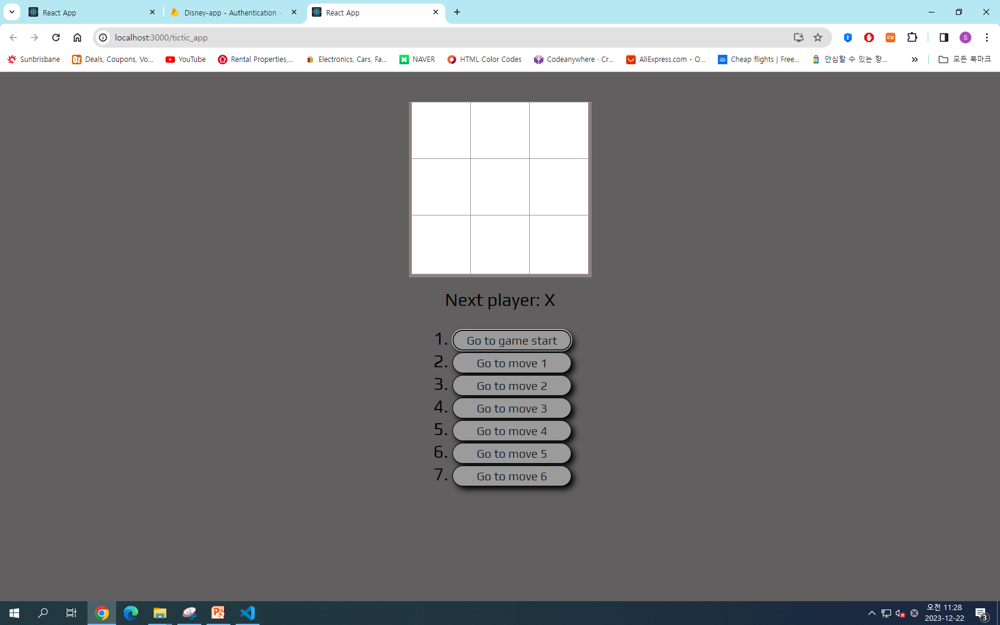 React App
Disney-app - Authentication -
React App
localhost:3000/tictic_app
S
Sunbrisbane
Deals, Coupons, Vo...
YouTube
Rental Properties,...
Electronics, Cars, Fa...
NAVER
HTML Color Codes
Codeanywhere · Cr...
AliExpress.com - O...
Cheap flights | Free...
안심할 수 있는 항...
모든 북마크
Next player: X
1. Go to game start
2. Go to move 1
3. Go to move 2
4. Go to move 3
5. Go to move 4
6. Go to move 5
7. Go to move 6
오전 11:28
2023-12-22
3